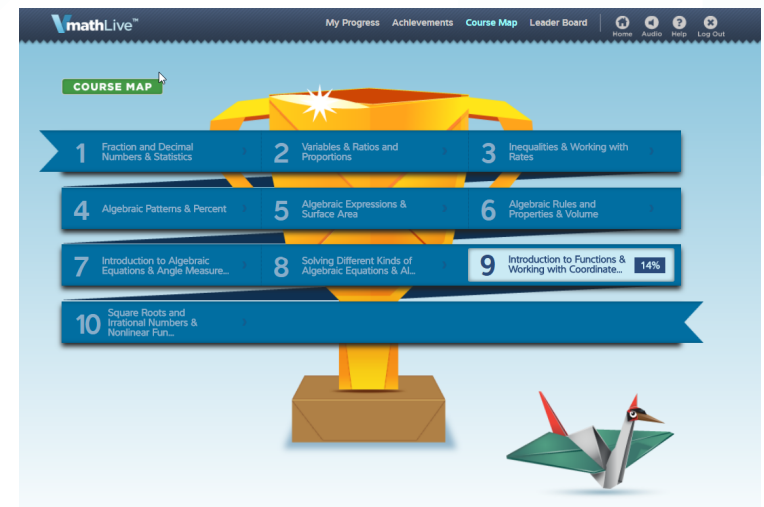 VmathLive™
My Progress Achievements Course Map Leader Board
Home Audio Help Log Out
COURSE MAP
1 Fraction and Decimal
Numbers & Statistics
2 Variables & Ratios and
Proportions
3 Inequalities & Working with
Rates
4 Algebraic Patterns & Percent
5 Algebraic Expressions &
Surface Area
6 Algebraic Rules and
Properties & Volume
7 Introduction to Algebraic
Equations & Angle Measure...
8 Solving Different Kinds of
Algebraic Equations & Al...
9 Introduction to Functions &
Working with Coordinate...
14%
10 Square Roots and
Irrational Numbers &
Nonlinear Fun...